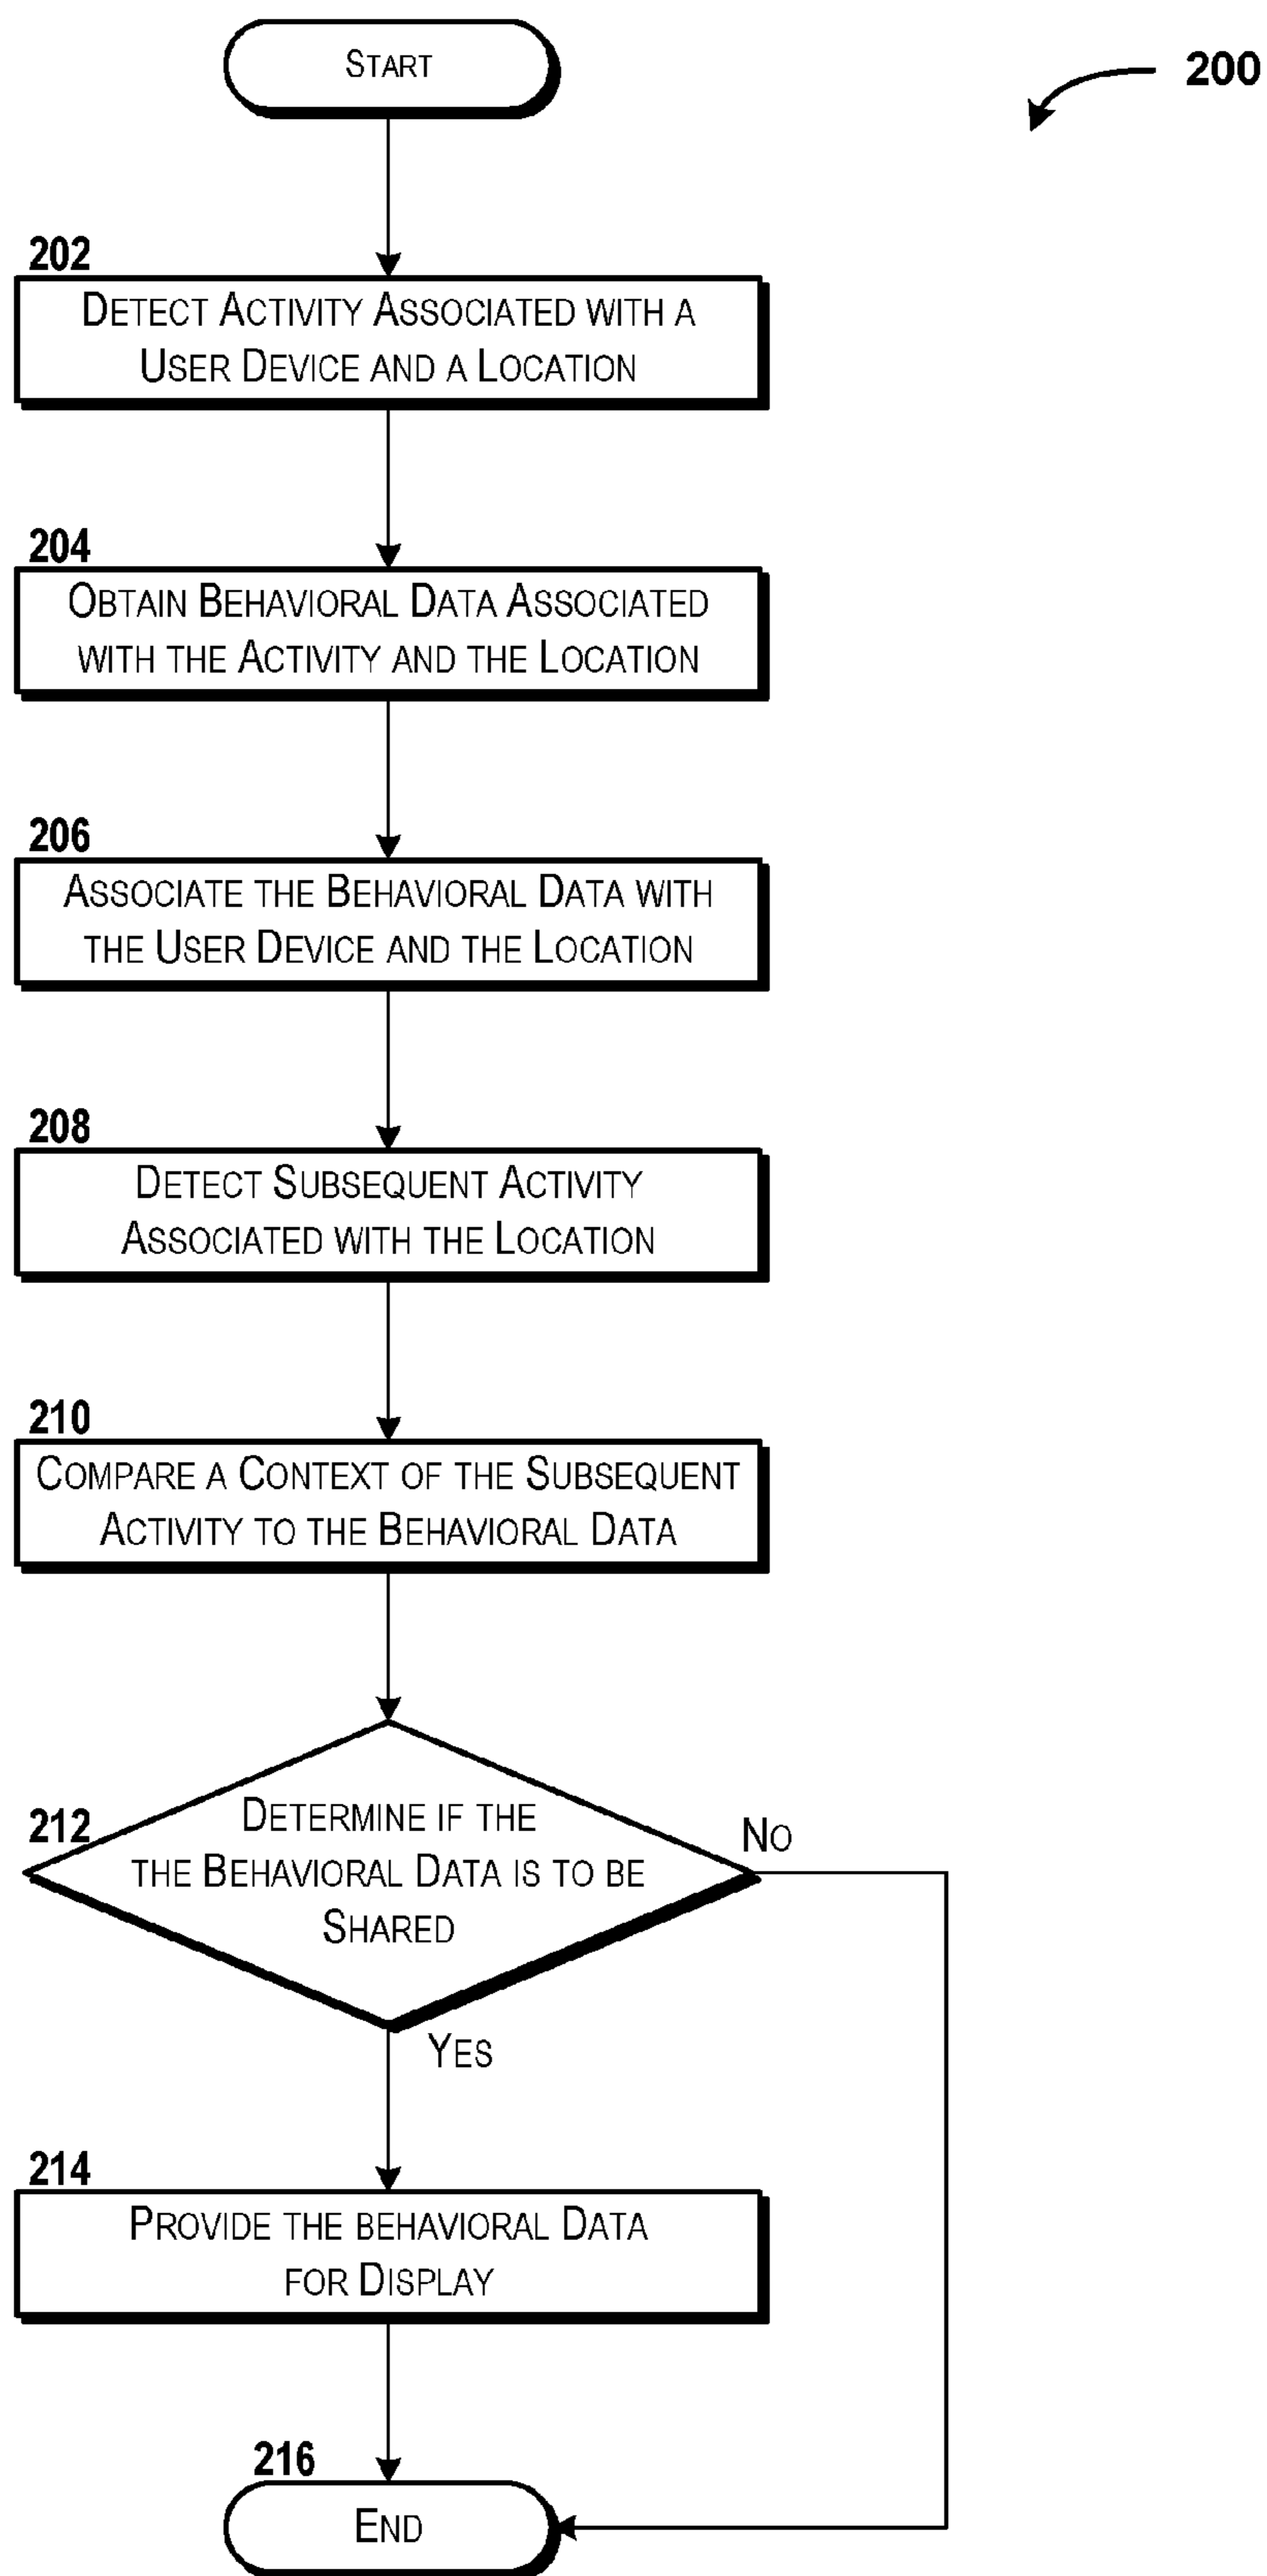 START
200
202
DETECT ACTIVITY ASSOCIATED WITH A
USER DEVICE AND A LOCATION
204
OBTAIN BEHAVIORAL DATA ASSOCIATED
WITH THE ACTIVITY AND THE LOCATION
206
ASSOCIATE THE BEHAVIORAL DATA WITH
THE USER DEVICE AND THE LOCATION
208
DETECT SUBSEQUENT ACTIVITY
ASSOCIATED WITH THE LOCATION
210
COMPARE A CONTEXT OF THE SUBSEQUENT
ACTIVITY TO THE BEHAVIORAL DATA
212
DETERMINE IF THE
THE BEHAVIORAL DATA IS TO BE
SHARED
NO
YES
214
PROVIDE THE BEHAVIORAL DATA
FOR DISPLAY
216
END